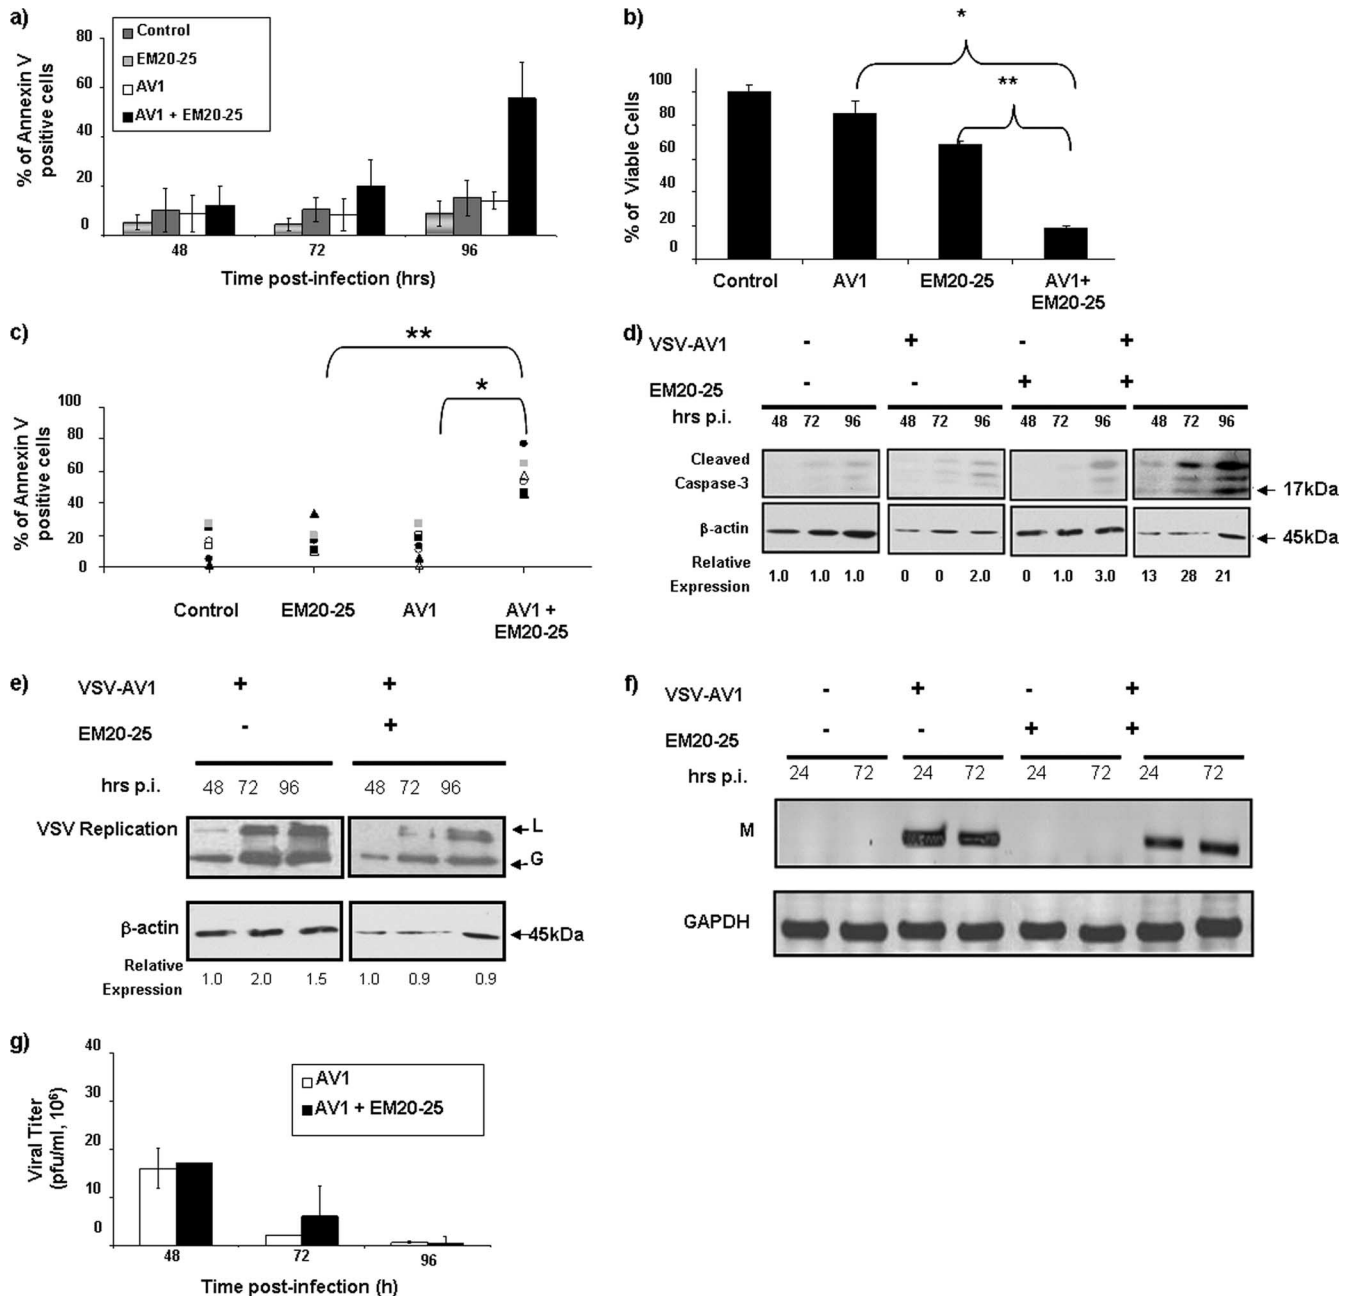 a)
% of Annexin V
positive cells
80
60
40
20
0
Control
EM20-25
AV1
AV1 + EM20-25
48 72 96
Time post-infection (hrs)
b)
% of Viable Cells
100
80
60
40
20
0
*
**
Control AV1 EM20-25 AV1+
EM20-25
c)
% of Annexin V
positive cells
100
80
60
40
20
0
**
*
Control EM20-25 AV1 AV1 +
EM20-25
d)
VSV-AV1 - + - +
EM20-25 - - + +
hrs p.i. 48 72 96 48 72 96 48 72 96 48 72 96
Cleaved
Caspase-3
17kDa
β-actin
45kDa
Relative
Expression
1.0 1.0 1.0 0 0 2.0 0 1.0 3.0 13 28 21
e)
VSV-AV1 + +
EM20-25 - +
hrs p.i. 48 72 96 48 72 96
VSV Replication
L
G
β-actin
45kDa
Relative
Expression
1.0 2.0 1.5 1.0 0.9 0.9
f)
VSV-AV1 - + - +
EM20-25 - - + +
hrs p.i. 24 72 24 72 24 72 24 72
M
GAPDH
g)
Viral Titer
(pfu/ml, 10⁶)
40
30
20
10
0
AV1
AV1 + EM20-25
48 72 96
Time post-infection (h)